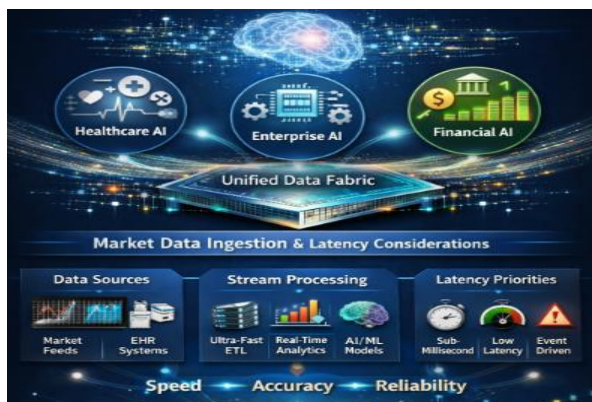 Healthcare AI
Enterprise AI
Financial AI
$
Unified Data Fabric
Market Data Ingestion & Latency Considerations
Data Sources
Market
Feeds
EHR
Systems
Stream Processing
Ultra-Fast
ETL
Real-Time
Analytics
AI/ML
Models
Latency Priorities
Sub-
Millisecond
Low
Latency
Event
Driven
Speed Accuracy Reliability